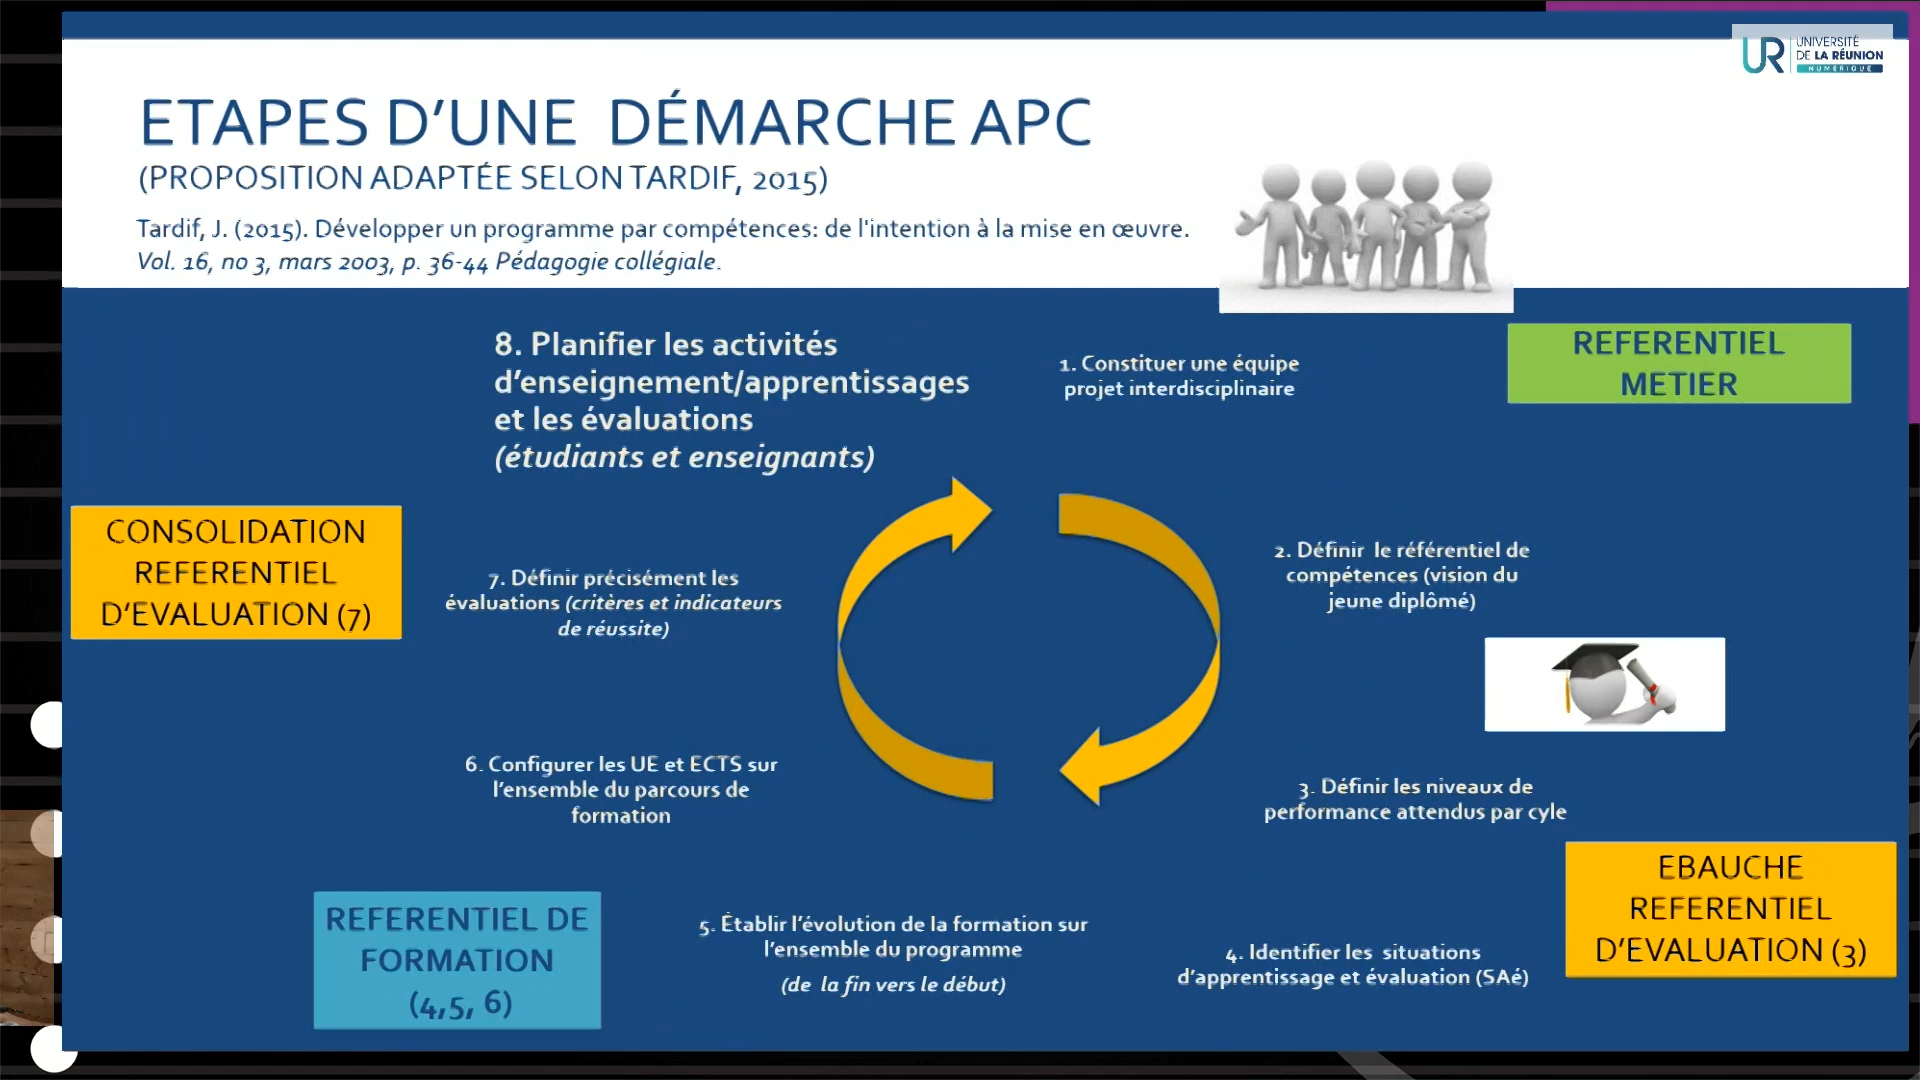 UR UNIVERSITÉ
DE LA RÉUNION
NUMÉRIQUE
ETAPES D’UNE DÉMARCHE APC
(PROPOSITION ADAPTÉE SELON TARDIF, 2015)
Tardif, J. (2015). Développer un programme par compétences: de l'intention à la mise en œuvre.
Vol. 16, no 3, mars 2003, p. 36-44 Pédagogie collégiale.
8. Planifier les activités
d’enseignement/apprentissages
et les évaluations
(étudiants et enseignants)
1. Constituer une équipe
projet interdisciplinaire
REFERENTIEL
METIER
2. Définir le référentiel de
compétences (vision du
jeune diplômé)
3. Définir les niveaux de
performance attendus par cyle
EBAUCHE
REFERENTIEL
D’EVALUATION (3)
4. Identifier les situations
d’apprentissage et évaluation (SAé)
5. Établir l’évolution de la formation sur
l’ensemble du programme
(de la fin vers le début)
REFERENTIEL DE
FORMATION
(4,5, 6)
6. Configurer les UE et ECTS sur
l’ensemble du parcours de
formation
7. Définir précisément les
évaluations (critères et indicateurs
de réussite)
CONSOLIDATION
REFERENTIEL
D’EVALUATION (7)